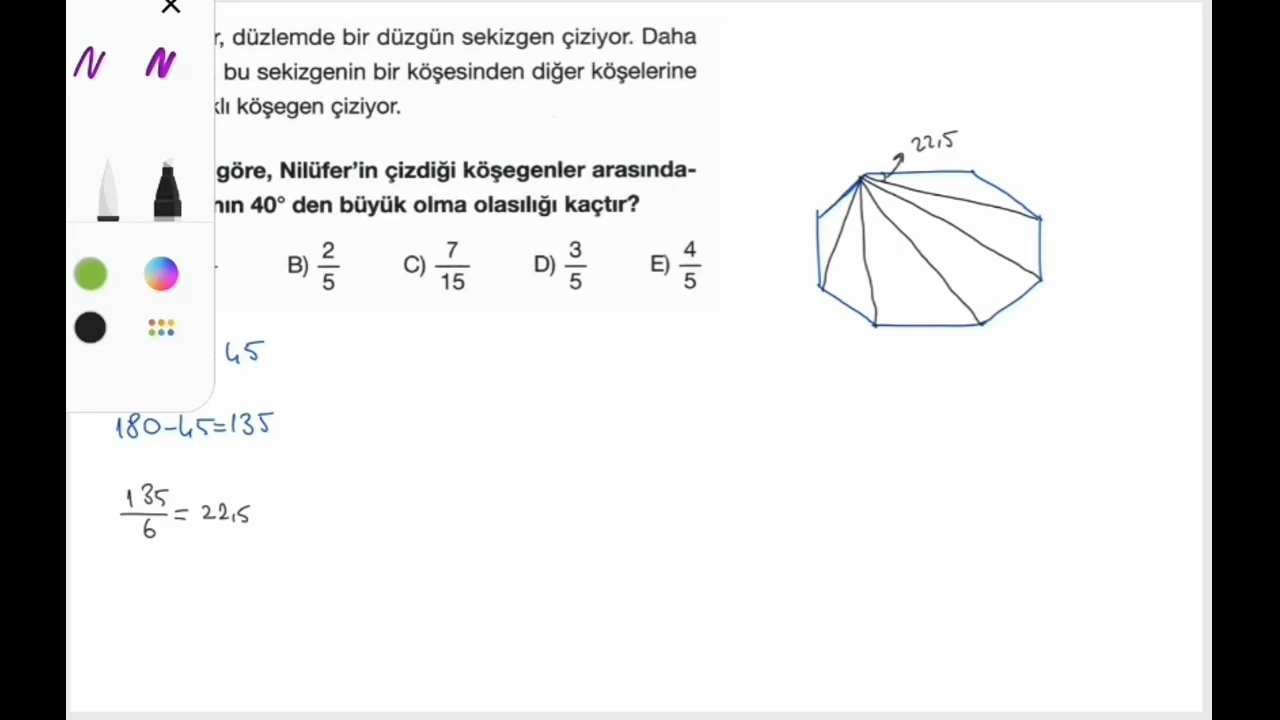 düzlemde bir düzgün sekizgen çiziyor. Daha
bu sekizgenin bir köşesinden diğer köşelerine
köşegen çiziyor.
22,5
göre, Nilüfer'in çizdiği köşegenler arasında-
40° den büyük olma olasılığı kaçtır?
B) 2/5 C) 7/15 D) 3/5 E) 4/5
45
180-45=135
135/6 = 22,5